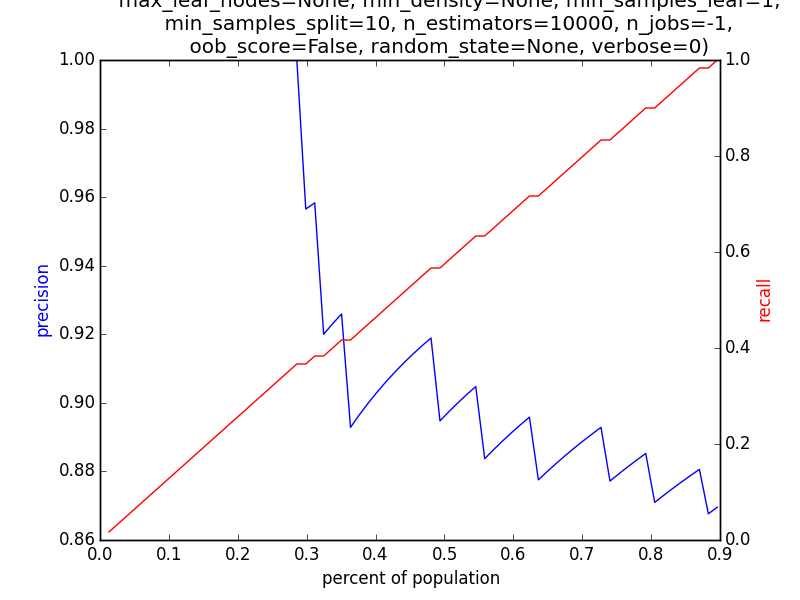 max_leaf_nodes=None, min_density=None, min_samples_leaf=1,
min_samples_split=10, n_estimators=10000, n_jobs=-1,
oob_score=False, random_state=None, verbose=0)
1.00
0.98
0.96
0.94
0.92
0.90
0.88
0.86
precision
1.0
0.8
0.6
0.4
0.2
0.0
recall
0.0 0.1 0.2 0.3 0.4 0.5 0.6 0.7 0.8 0.9
percent of population